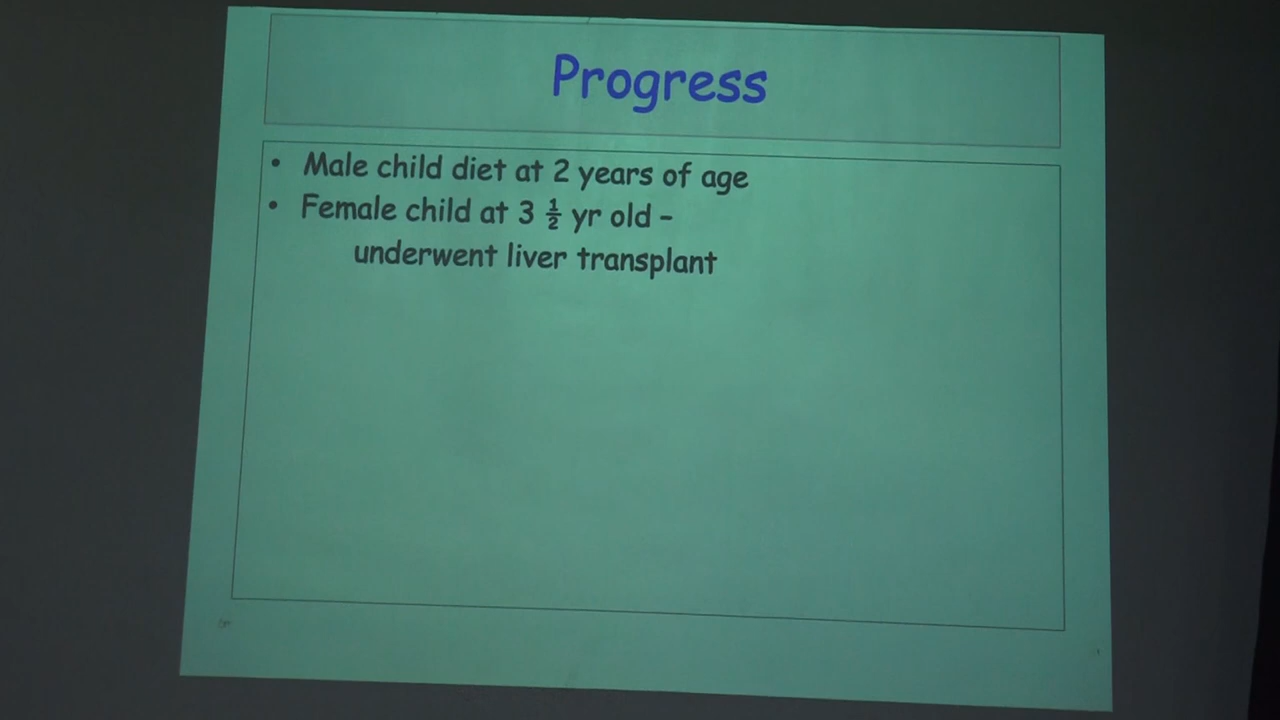 Progress
• Male child diet at 2 years of age
• Female child at 3 ½ yr old –
underwent liver transplant